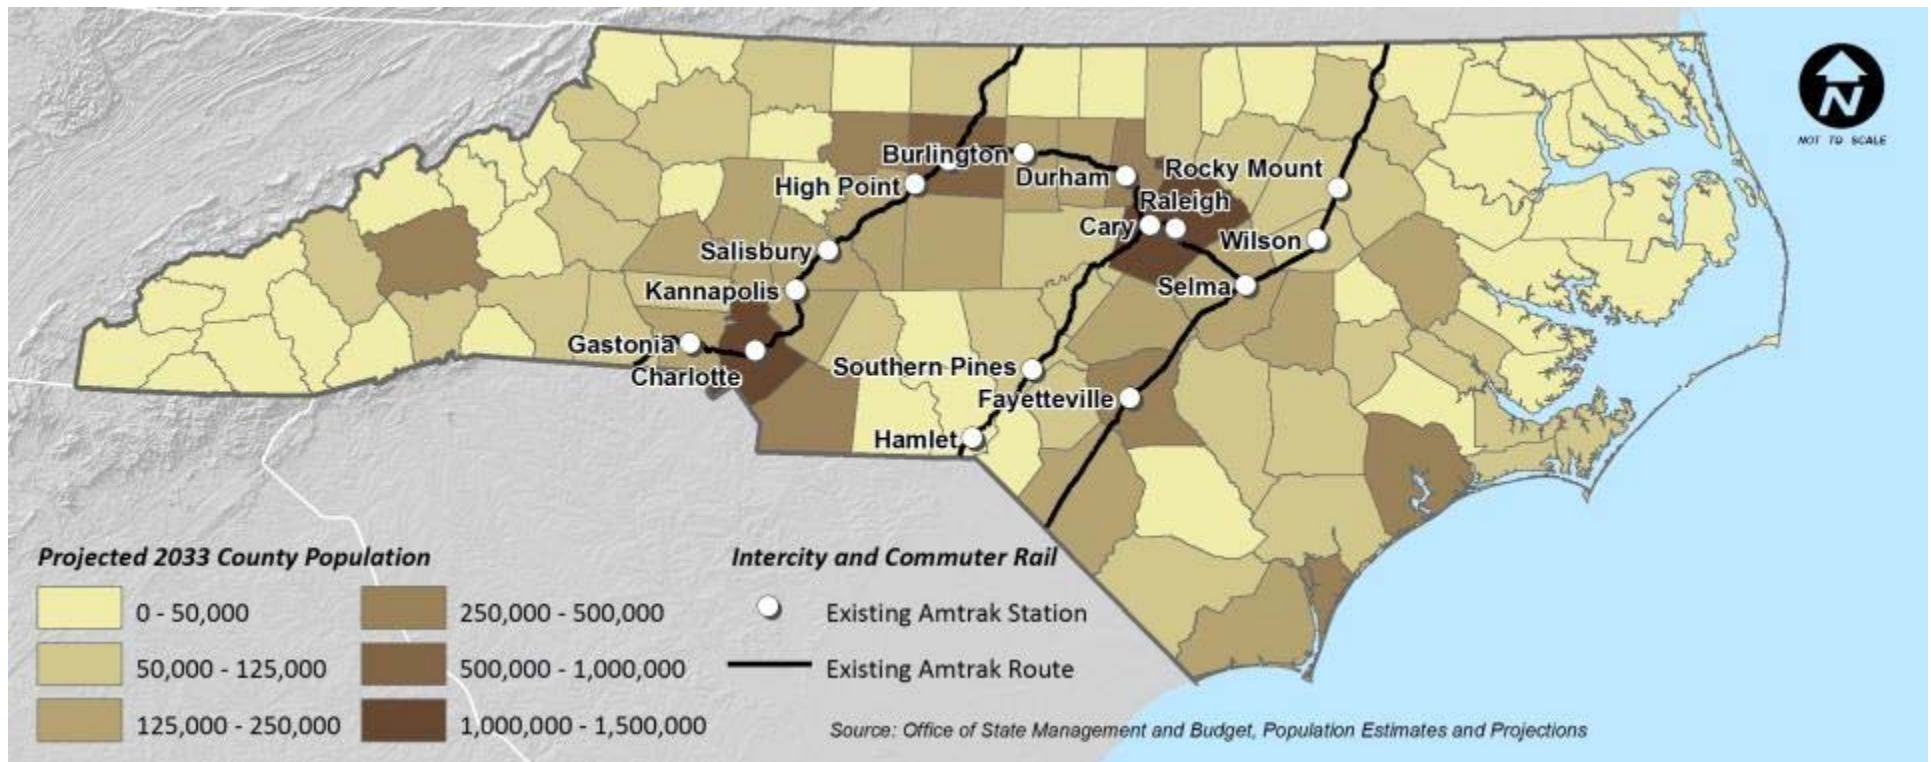 N
NOT TO SCALE
Burlington
Rocky Mount
High Point
Durham
Raleigh
Cary
Wilson
Salisbury
Kannapolis
Selma
Gastonia
Charlotte
Southern Pines
Fayetteville
Hamlet
Projected 2033 County Population
0 - 50,000
50,000 - 125,000
125,000 - 250,000
250,000 - 500,000
500,000 - 1,000,000
1,000,000 - 1,500,000
Intercity and Commuter Rail
Existing Amtrak Station
Existing Amtrak Route
Source: Office of State Management and Budget, Population Estimates and Projections